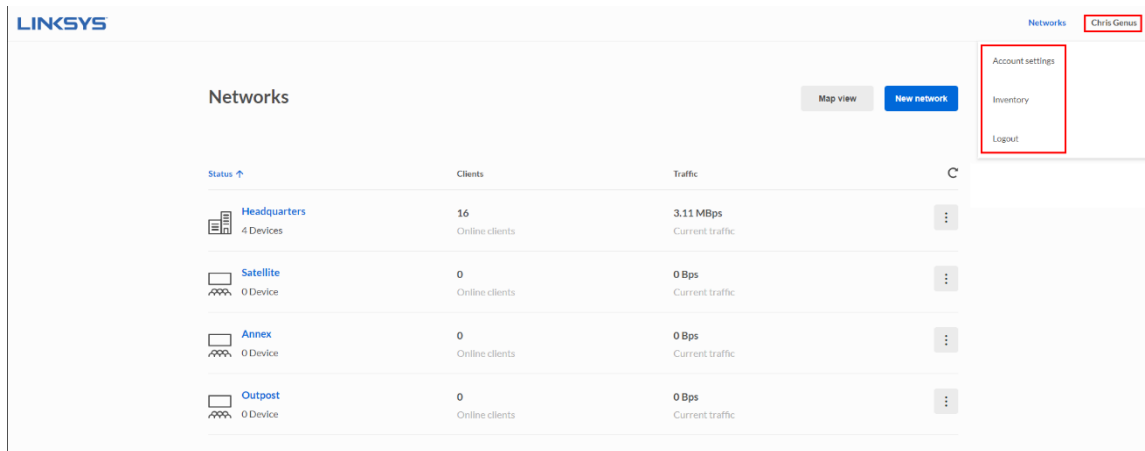 LINKSYS
Networks Chris Genus
Account settings
Inventory
Logout
Networks
Map view New network
Status ↑ Clients Traffic
Headquarters 16 3.11 MBps
4 Devices Online clients Current traffic
Satellite 0 0 Bps
0 Device Online clients Current traffic
Annex 0 0 Bps
0 Device Online clients Current traffic
Outpost 0 0 Bps
0 Device Online clients Current traffic